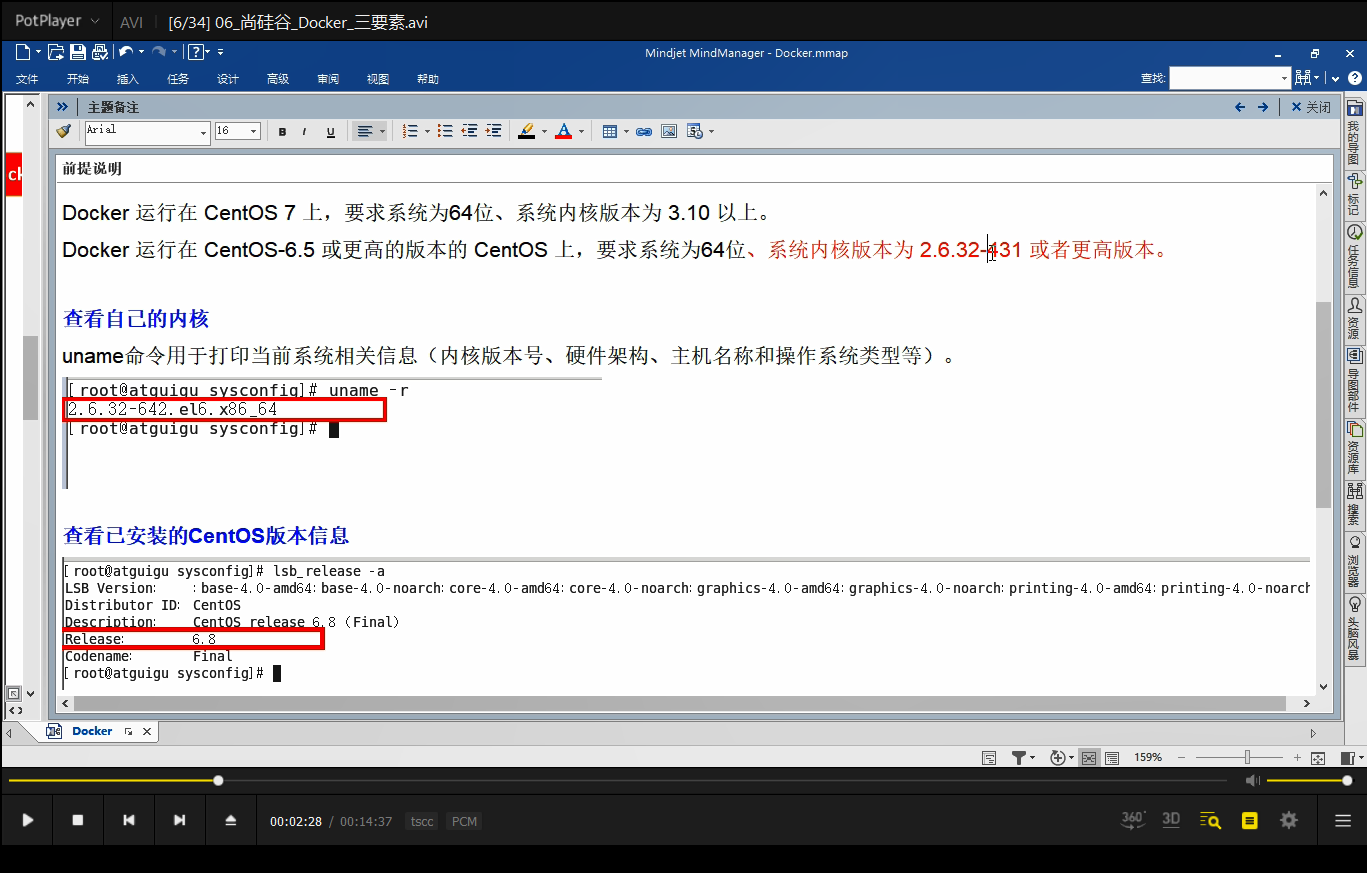 PotPlayer AVI [6/34] 06_尚硅谷_Docker_三要素.avi
Mindjet MindManager - Docker.mmap
文件 开始 插入 任务 设计 高级 审阅 视图 帮助 查找:
主题备注 关闭
Arial 16 B I U
前提说明
Docker 运行在 CentOS 7 上，要求系统为64位、系统内核版本为 3.10 以上。
Docker 运行在 CentOS-6.5 或更高的版本的 CentOS 上，要求系统为64位、系统内核版本为 2.6.32-431 或者更高版本。
查看自己的内核
uname命令用于打印当前系统相关信息（内核版本号、硬件架构、主机名称和操作系统类型等）。
[root@atguigu sysconfig]# uname -r
2.6.32-642.el6.x86_64
[root@atguigu sysconfig]#
查看已安装的CentOS版本信息
[root@atguigu sysconfig]# lsb_release -a
LSB Version: :base-4.0-amd64:base-4.0-noarch:core-4.0-amd64:core-4.0-noarch:graphics-4.0-amd64:graphics-4.0-noarch:printing-4.0-amd64:printing-4.0-noarch
Distributor ID: CentOS
Description: CentOS release 6.8 (Final)
Release: 6.8
Codename: Final
[root@atguigu sysconfig]#
我的导图
标记
任务信息
资源
导图部件
资源库
搜索
浏览器
头脑风暴
Docker
159%
00:02:28 / 00:14:37 tscc PCM
360° 3D